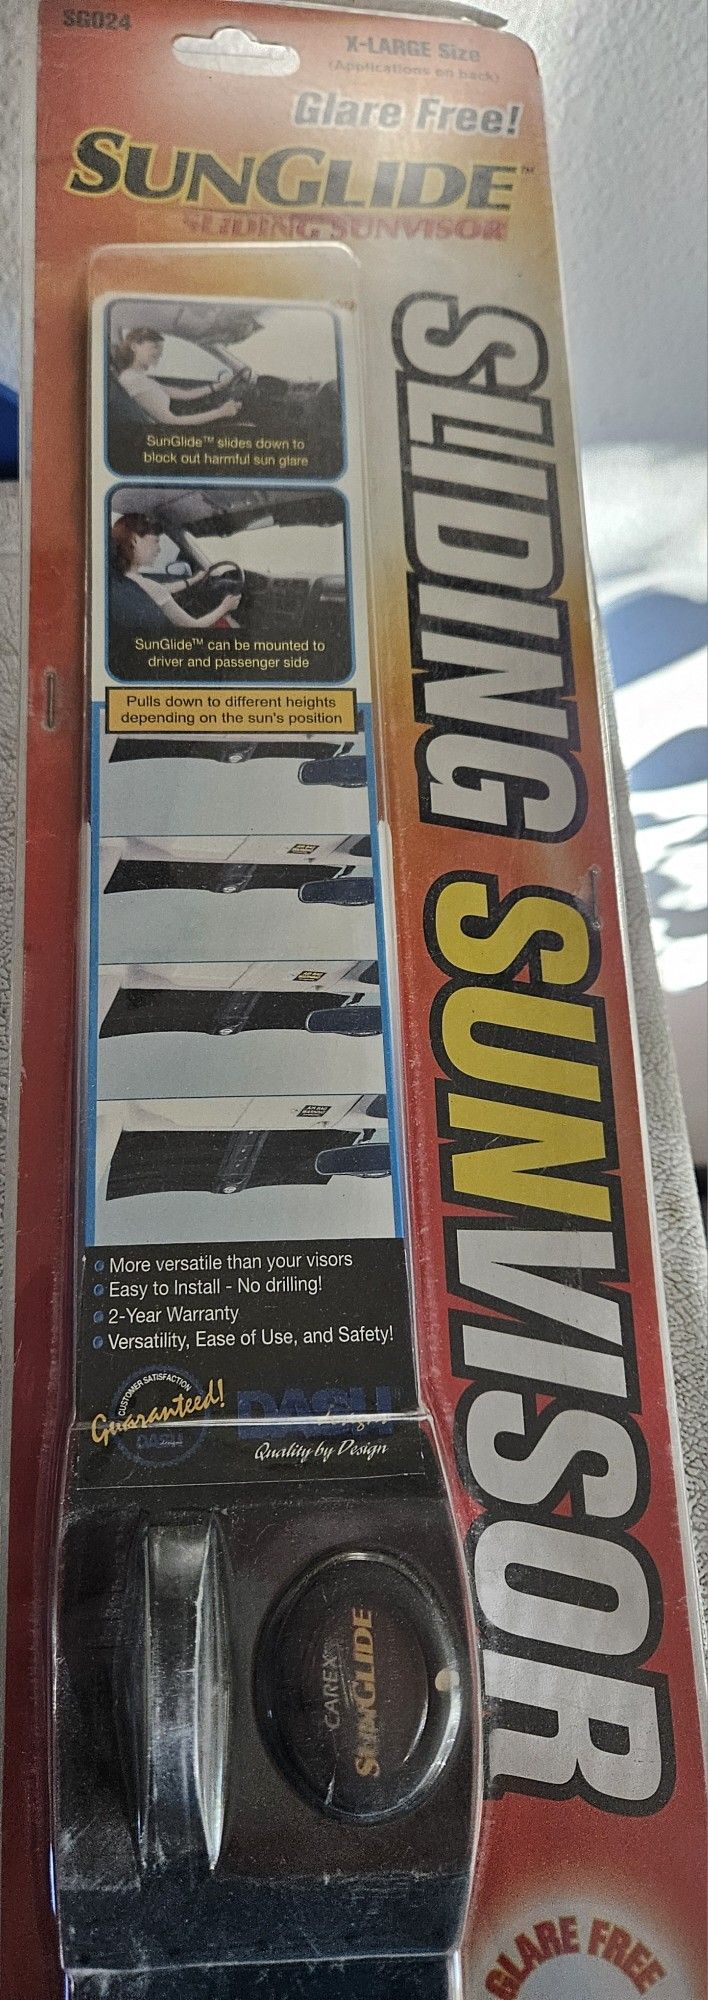 SG024
X-LARGE Size
(Applications on back)
Glare Free!
SUNGLIDE™
SLIDING SUNVISOR
SunGlide™ slides down to
block out harmful sun glare
SunGlide™ can be mounted to
driver and passenger side
Pulls down to different heights
depending on the sun's position
More versatile than your visors
Easy to Install - No drilling!
2-Year Warranty
Versatility, Ease of Use, and Safety!
CUSTOMER SATISFACTION
Guaranteed!
DASH
DASH
designs
Quality by Design
CAREX
SUNGLIDE
SLIDING SUNVISOR
GLARE FREE